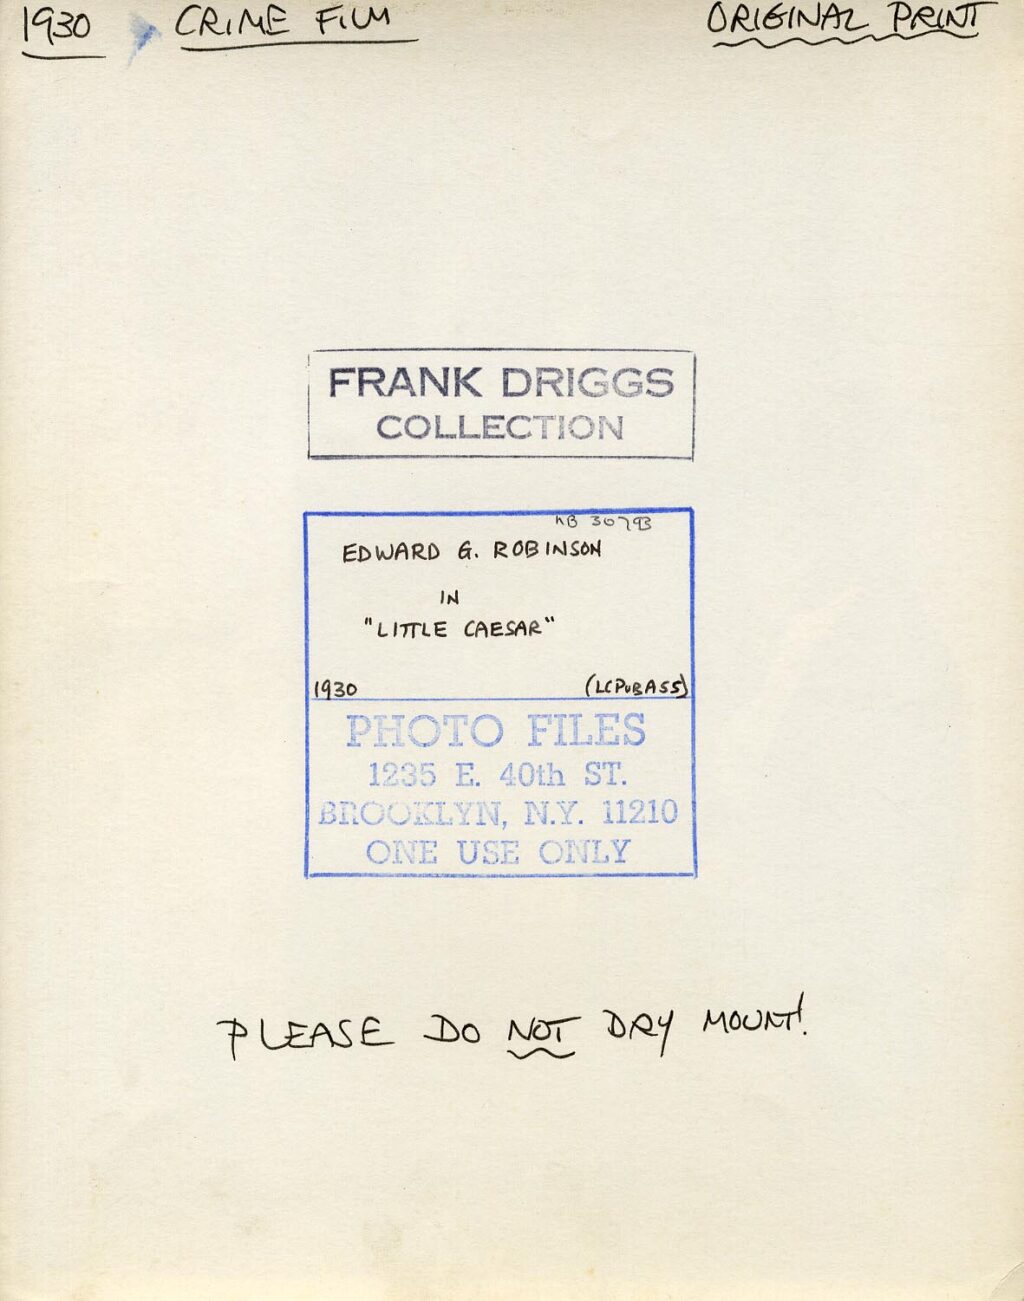 1930 CRIME FILM ORIGINAL PRINT
FRANK DRIGGS
COLLECTION
NB 30793
EDWARD G. ROBINSON
IN
"LITTLE CAESAR"
1930 (LCPUBASS)
PHOTO FILES
1235 E. 40th ST.
BROOKLYN, N.Y. 11210
ONE USE ONLY
PLEASE DO NOT DRY MOUNT!